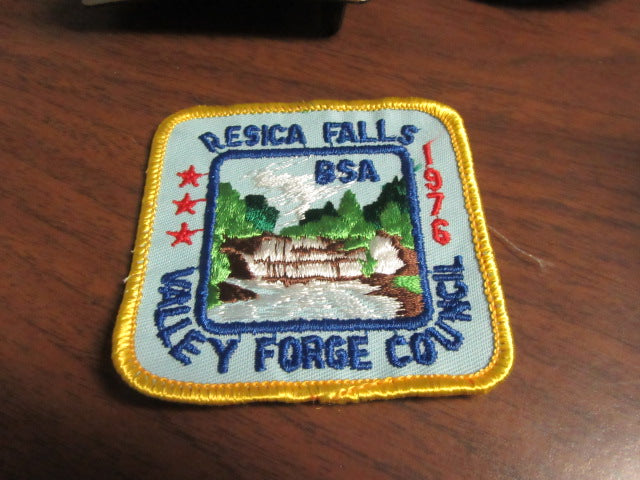 RESICA FALLS
BSA
1976
VALLEY FORGE COUNCIL